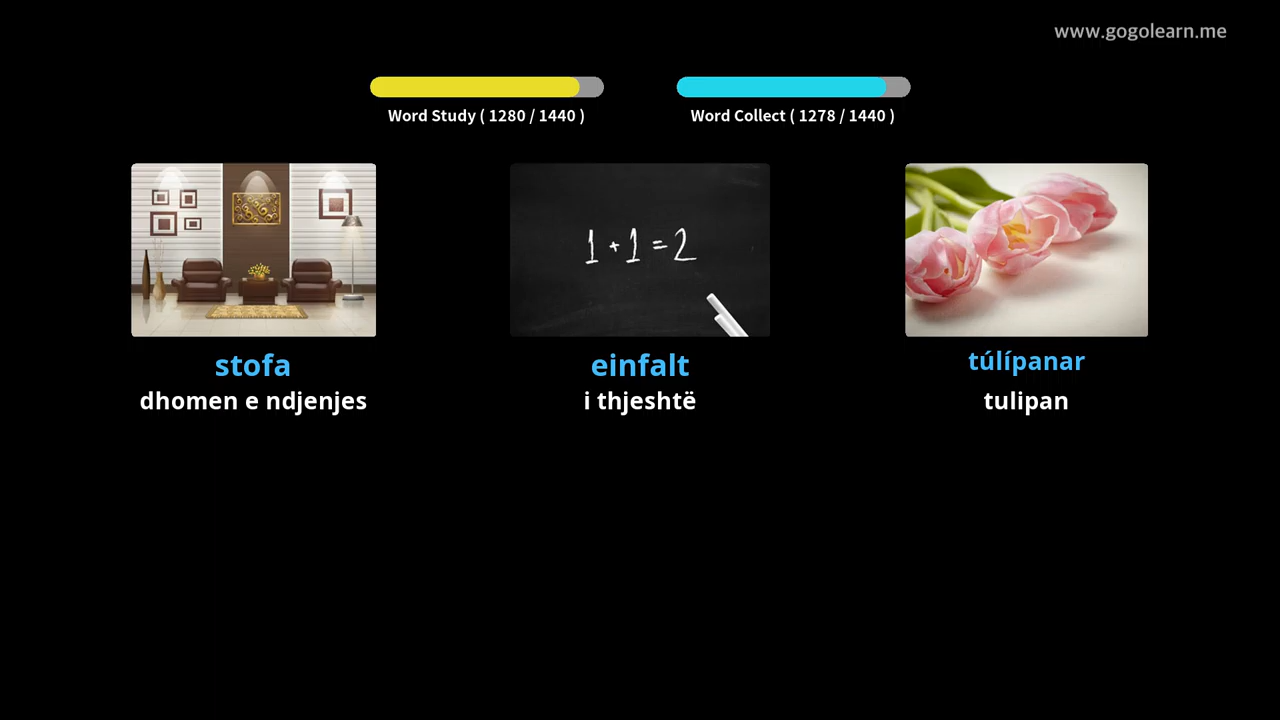 www.gogolearn.me
Word Study ( 1280 / 1440 )
Word Collect ( 1278 / 1440 )
1 + 1 = 2
stofa
dhomen e ndjenjes
einfalt
i thjeshtë
túlípanar
tulipan